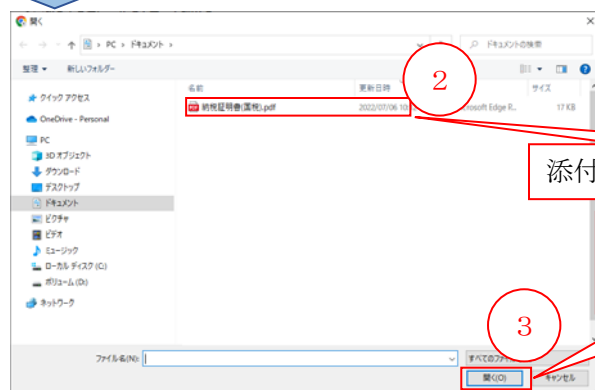 開く
PC › ドキュメント ›
ドキュメントの検索
整理 ▾ 新しいフォルダー
名前 更新日時 サイズ
クイック アクセス
納税証明書(国税).pdf 2022/07/06 10 Edge P... 17 KB
OneDrive - Personal
PC
3D オブジェクト
ダウンロード
デスクトップ
ドキュメント
ピクチャ
ビデオ
ミュージック
ローカル ディスク (C:)
ボリューム (D:)
ネットワーク
2
添付
3
ファイル名(N):
すべてのファ
開く(O) キャンセル